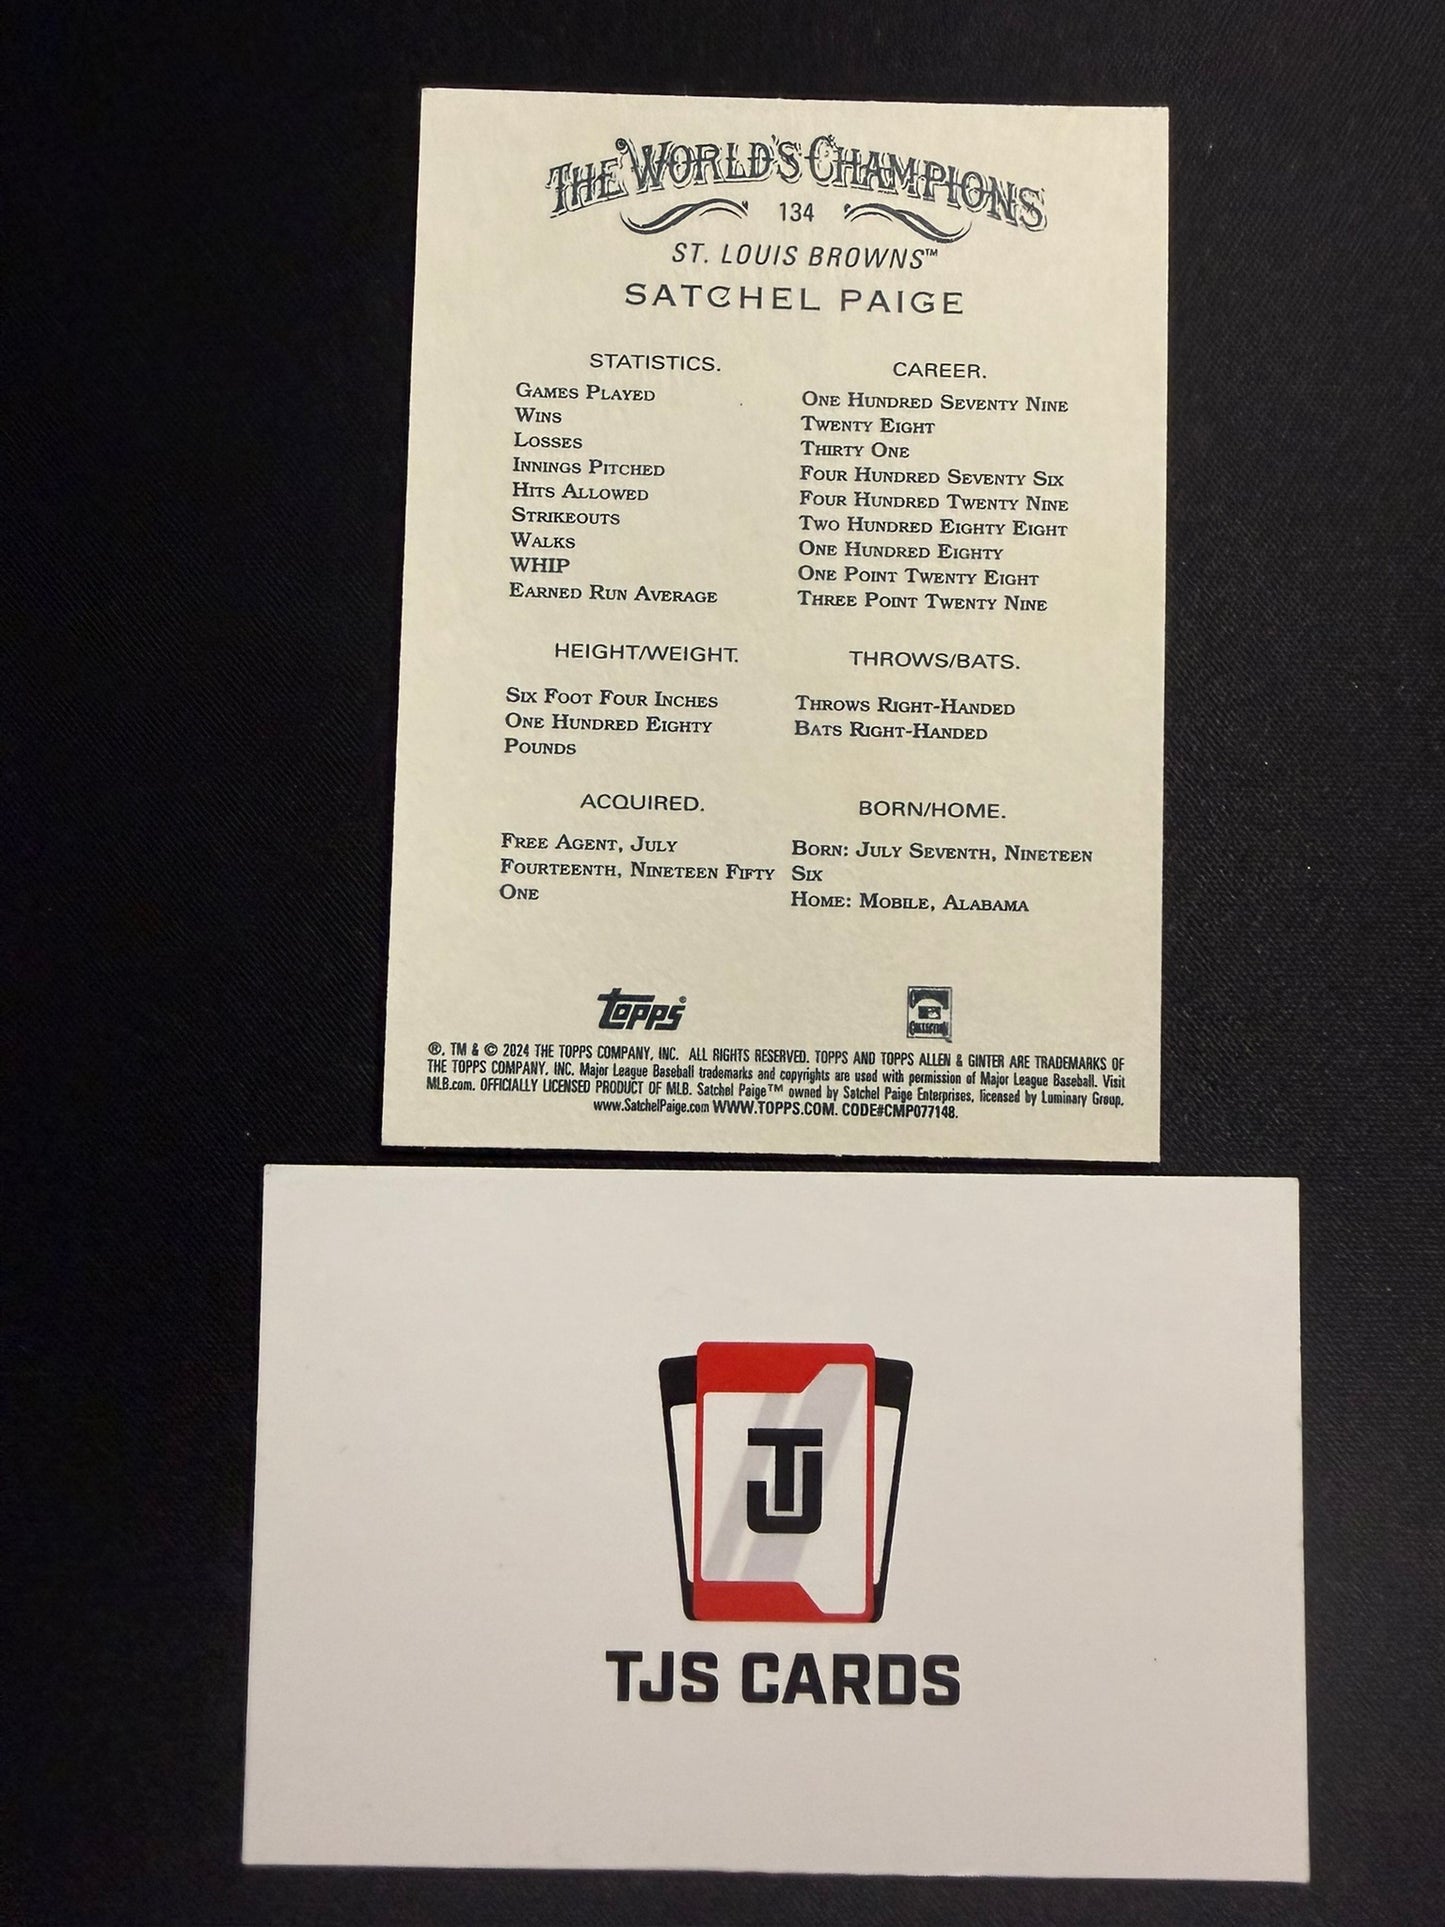 THE WORLD'S CHAMPIONS
134
ST. LOUIS BROWNS™
SATCHEL PAIGE
STATISTICS. CAREER.
GAMES PLAYED ONE HUNDRED SEVENTY NINE
WINS TWENTY EIGHT
LOSSES THIRTY ONE
INNINGS PITCHED FOUR HUNDRED SEVENTY SIX
HITS ALLOWED FOUR HUNDRED TWENTY NINE
STRIKEOUTS TWO HUNDRED EIGHTY EIGHT
WALKS ONE HUNDRED EIGHTY
WHIP ONE POINT TWENTY EIGHT
EARNED RUN AVERAGE THREE POINT TWENTY NINE
HEIGHT/WEIGHT.
SIX FOOT FOUR INCHES
ONE HUNDRED EIGHTY
POUNDS
THROWS/BATS.
THROWS RIGHT-HANDED
BATS RIGHT-HANDED
ACQUIRED.
FREE AGENT, JULY
FOURTEENTH, NINETEEN FIFTY
ONE
BORN/HOME.
BORN: JULY SEVENTH, NINETEEN
SIX
HOME: MOBILE, ALABAMA
topps®
COLLECTION
®, TM & © 2024 THE TOPPS COMPANY, INC. ALL RIGHTS RESERVED. TOPPS AND TOPPS ALLEN & GINTER ARE TRADEMARKS OF
THE TOPPS COMPANY, INC. Major League Baseball trademarks and copyrights are used with permission of Major League Baseball. Visit
MLB.com. OFFICIALLY LICENSED PRODUCT OF MLB. Satchel Paige™ owned by Satchel Paige Enterprises, licensed by Luminary Group.
www.SatchelPaige.com WWW.TOPPS.COM. CODE#CMP077148.
TJ
TJS CARDS